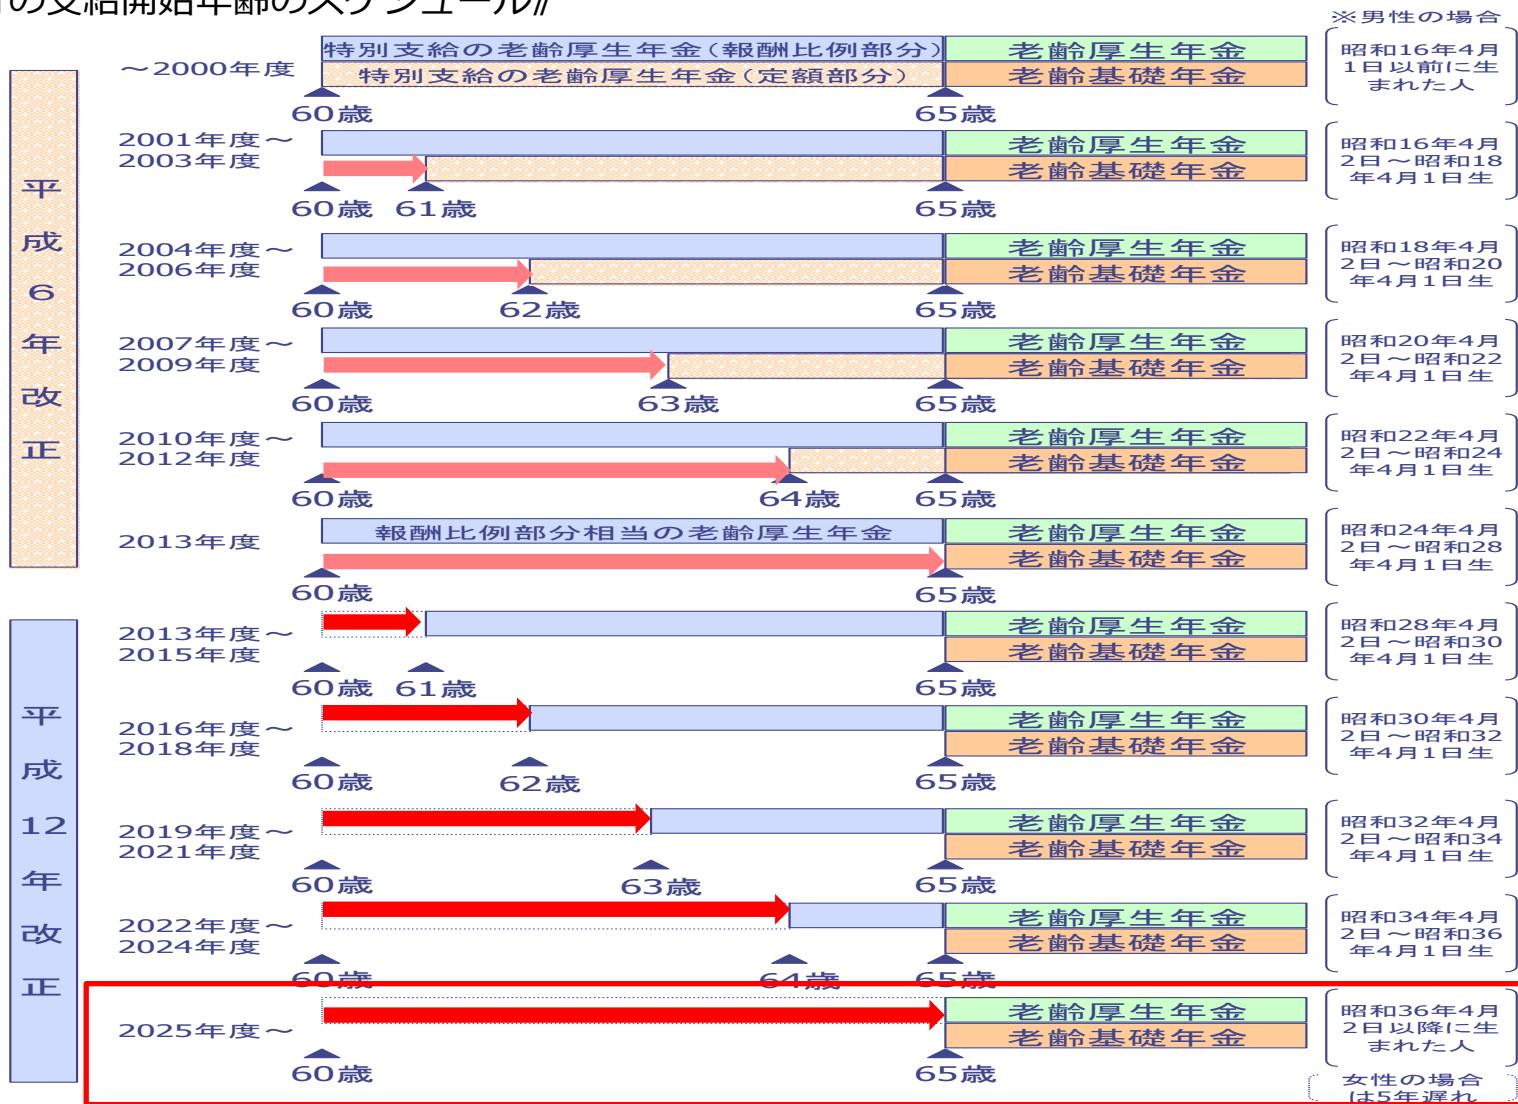 の支給開始年齢のスケジュール》
※男性の場合
平成6年改正
~2000年度
特別支給の老齢厚生年金(報酬比例部分)
老齢厚生年金
特別支給の老齢厚生年金(定額部分)
老齢基礎年金
60歳
65歳
昭和16年4月
1日以前に生
まれた人
2001年度~
2003年度
老齢厚生年金
老齢基礎年金
60歳
61歳
65歳
昭和16年4月
2日~昭和18
年4月1日生
2004年度~
2006年度
老齢厚生年金
老齢基礎年金
60歳
62歳
65歳
昭和18年4月
2日~昭和20
年4月1日生
2007年度~
2009年度
老齢厚生年金
老齢基礎年金
60歳
63歳
65歳
昭和20年4月
2日~昭和22
年4月1日生
2010年度~
2012年度
老齢厚生年金
老齢基礎年金
60歳
64歳
65歳
昭和22年4月
2日~昭和24
年4月1日生
2013年度
報酬比例部分相当の老齢厚生年金
老齢厚生年金
老齢基礎年金
60歳
65歳
昭和24年4月
2日~昭和28
年4月1日生
平成12年改正
2013年度~
2015年度
老齢厚生年金
老齢基礎年金
60歳
61歳
65歳
昭和28年4月
2日~昭和30
年4月1日生
2016年度~
2018年度
老齢厚生年金
老齢基礎年金
60歳
62歳
65歳
昭和30年4月
2日~昭和32
年4月1日生
2019年度~
2021年度
老齢厚生年金
老齢基礎年金
60歳
63歳
65歳
昭和32年4月
2日~昭和34
年4月1日生
2022年度~
2024年度
老齢厚生年金
老齢基礎年金
60歳
64歳
65歳
昭和34年4月
2日~昭和36
年4月1日生
2025年度~
老齢厚生年金
老齢基礎年金
60歳
65歳
昭和36年4月
2日以降に生
まれた人
女性の場合
は5年遅れ